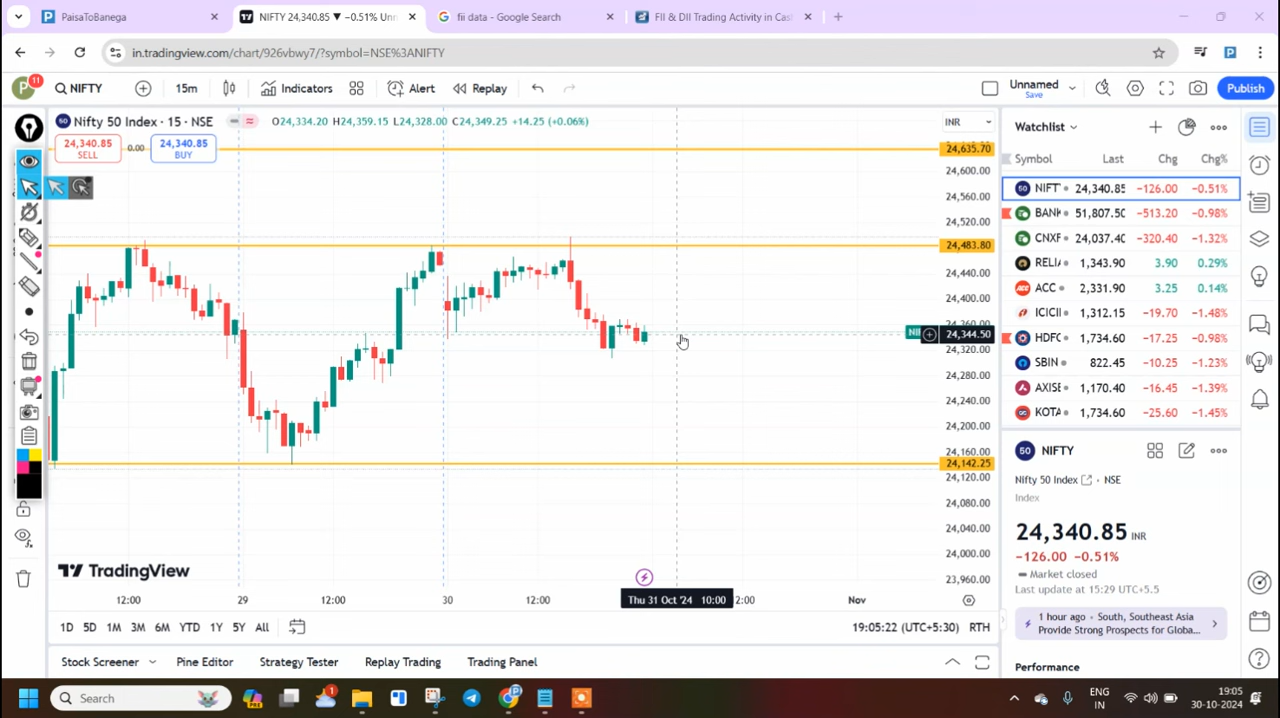 PaisaToBanega
NIFTY 24,340.85 ▼ −0.51% Unn
fii data - Google Search
FII & DII Trading Activity in Cas
in.tradingview.com/chart/926vbwy7/?symbol=NSE%3ANIFTY
P 11 NIFTY 15m Indicators Alert Replay Unnamed Save Publish
Nifty 50 Index · 15 · NSE O24,334.20 H24,359.15 L24,328.00 C24,349.25 +14.25 (+0.06%)
INR
24,340.85 SELL 0.00 24,340.85 BUY
24,635.70
24,600.00
24,560.00
24,520.00
24,483.80
24,440.00
24,400.00
24,360.00
24,344.50
24,320.00
24,280.00
24,240.00
24,200.00
24,160.00
24,142.25
24,120.00
24,080.00
24,040.00
24,000.00
23,960.00
TradingView
12:00 29 12:00 30 12:00 Thu 31 Oct '24 10:00 2:00 Nov
1D 5D 1M 3M 6M YTD 1Y 5Y All 19:05:22 (UTC+5:30) RTH
Stock Screener Pine Editor Strategy Tester Replay Trading Trading Panel
Watchlist
Symbol Last Chg Chg%
50 NIFT 24,340.85 −126.00 −0.51%
BANK 51,807.50 −513.20 −0.98%
CNXF 24,037.40 −320.40 −1.32%
RELI 1,343.90 3.90 0.29%
ACC 2,331.90 3.25 0.14%
ICICI 1,312.15 −19.70 −1.48%
HDFC 1,734.60 −17.25 −0.98%
SBIN 822.45 −10.25 −1.23%
AXISE 1,170.40 −16.45 −1.39%
KOTA 1,734.60 −25.60 −1.45%
50 NIFTY
Nifty 50 Index · NSE
Index
24,340.85 INR
−126.00 −0.51%
Market closed
Last update at 15:29 UTC+5.5
1 hour ago · South, Southeast Asia
Provide Strong Prospects for Globa...
Performance
Search
ENG
IN
19:05
30-10-2024